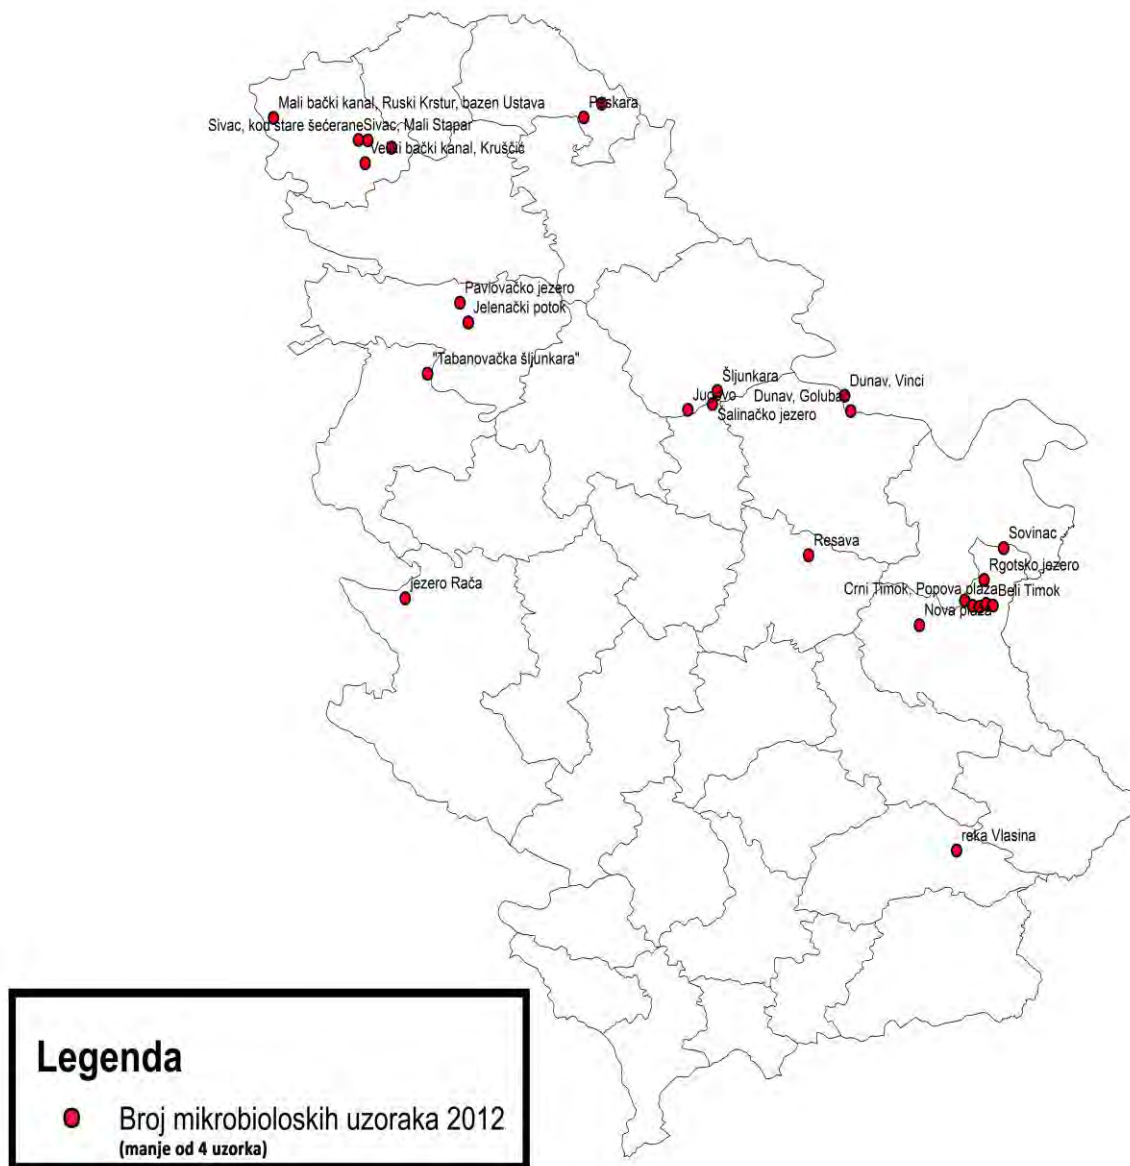 Mali bački kanal, Ruski Krstur, bazen Ustava
Sivac, kod stare šećerane
Sivac, Mali Stapar
Veliki bački kanal, Kruščić
Peskara
Pavlovačko jezero
Jelenački potok
"Tabanovačka šljunkara"
Šljunkara
Jugovo
Šalinačko jezero
Dunav, Vinci
Dunav, Golubac
Resava
Sovinac
Rgotsko jezero
Crni Timok, Popova plaza
Beli Timok
Nova plaza
jezero Rača
reka Vlasina
Legenda
Broj mikrobioloskih uzoraka 2012
(manje od 4 uzorka)